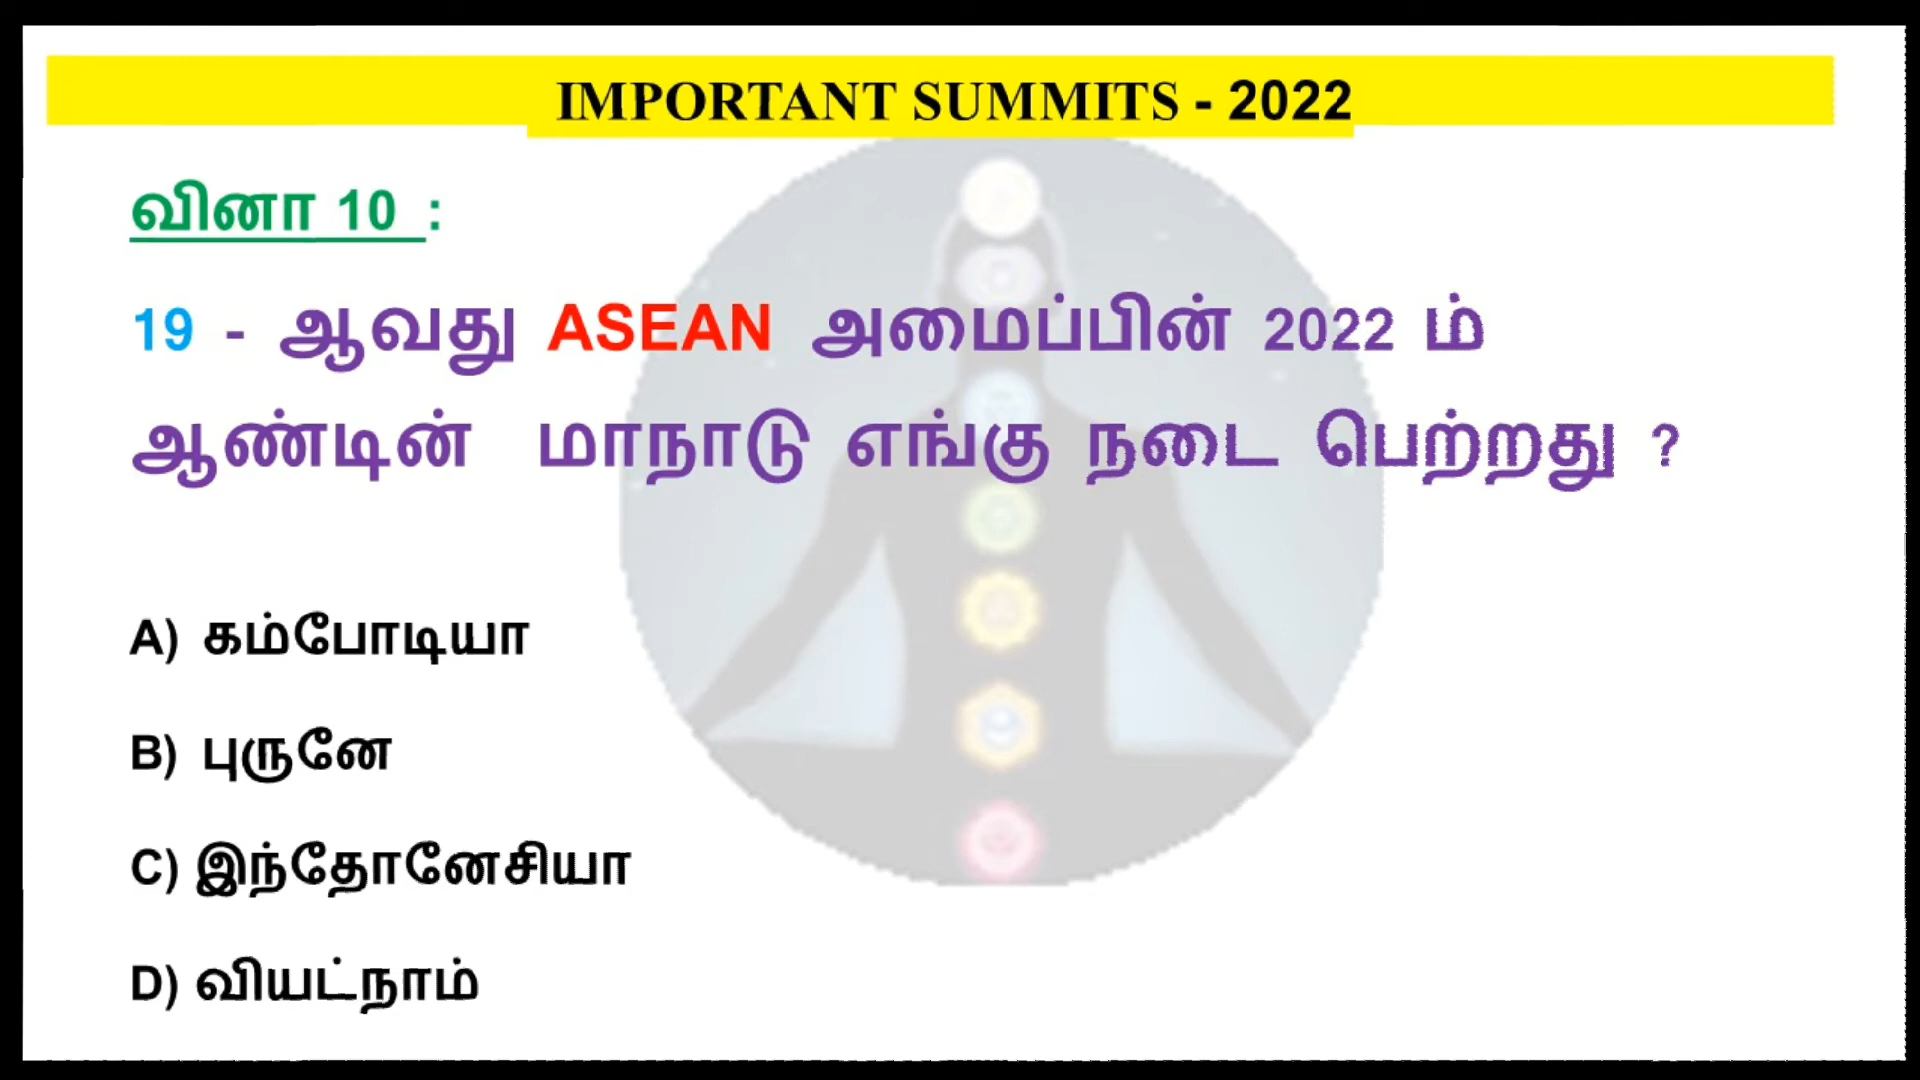 IMPORTANT SUMMITS - 2022
வினா 10 :
19 - ஆவது ASEAN அமைப்பின் 2022 ம்
ஆண்டின் மாநாடு எங்கு நடை பெற்றது ?
A) கம்போடியா
B) புருனே
C) இந்தோனேசியா
D) வியட்நாம்